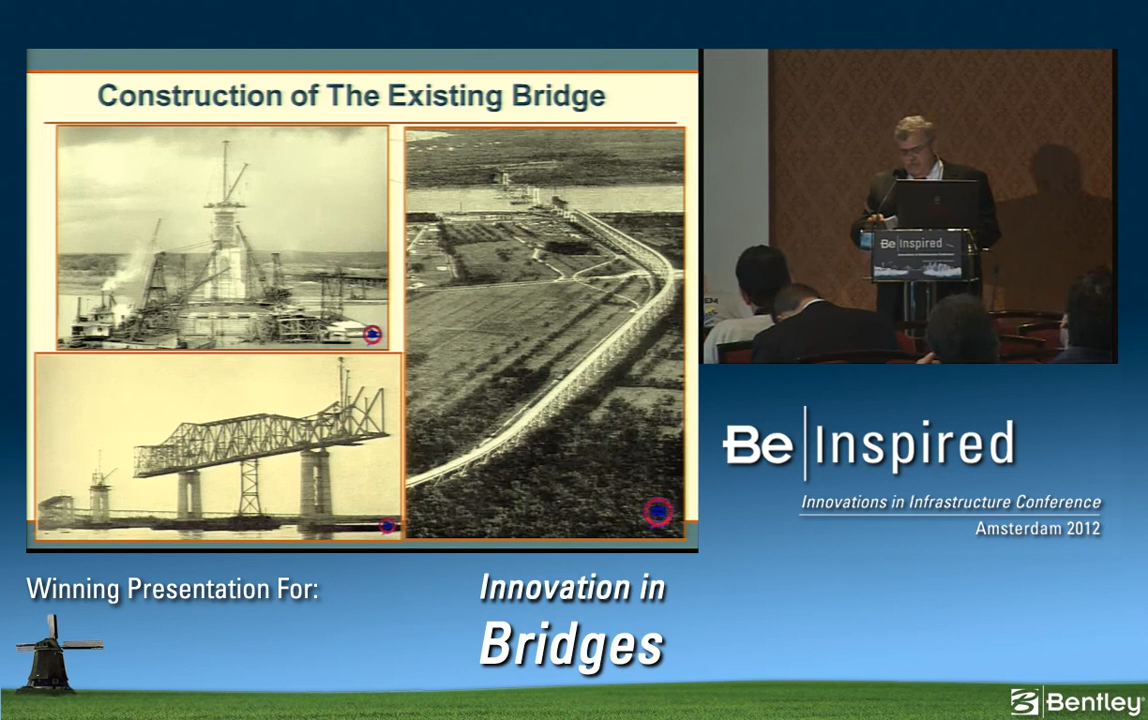 Construction of The Existing Bridge
Be Inspired
Be Inspired
Innovations in Infrastructure Conference
Amsterdam 2012
Winning Presentation For:
Innovation in
Bridges
Bentley